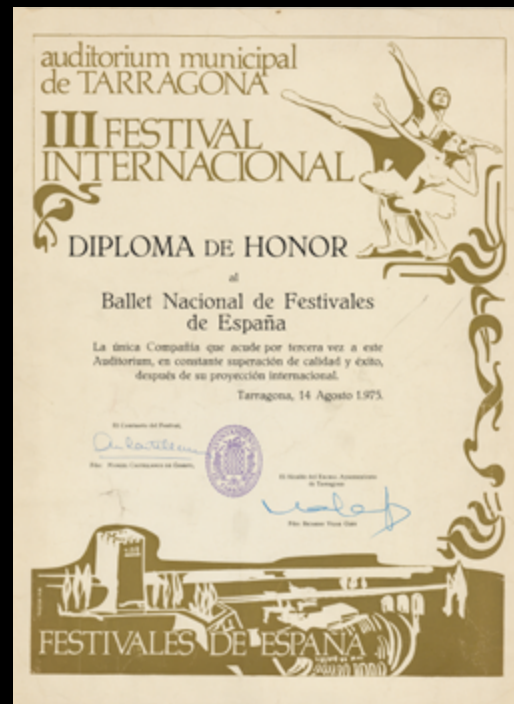 auditorium municipal
de TARRAGONA
III FESTIVAL
INTERNACIONAL
DIPLOMA DE HONOR
al
Ballet Nacional de Festivales
de España
La única Compañía que acude por tercera vez a este
Auditorium, en constante superación de calidad y éxito,
después de su proyección internacional.
Tarragona, 14 Agosto 1.975.
El Comisario del Festival,
El Alcalde del Excmo. Ayuntamiento
de Tarragona
FESTIVALES DE ESPAÑA